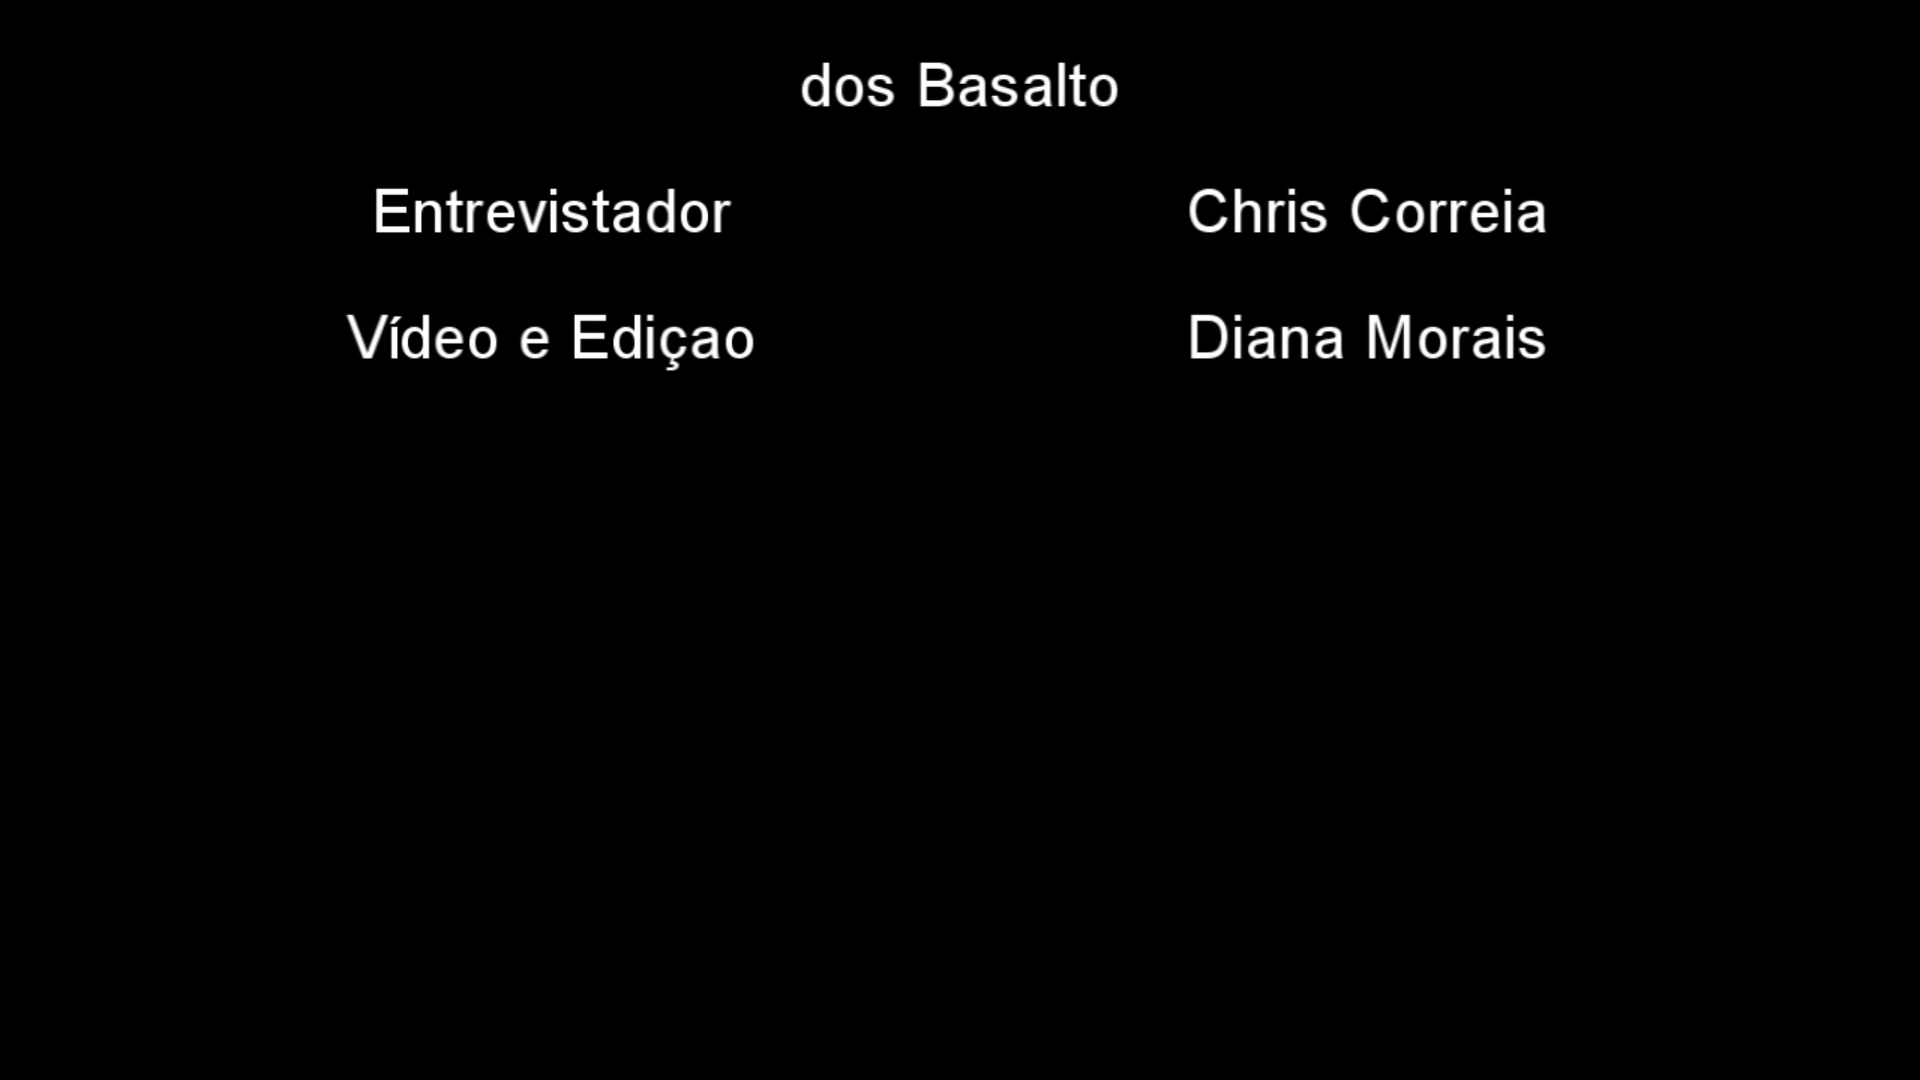 dos Basalto
Entrevistador Chris Correia
Vídeo e Ediçao Diana Morais